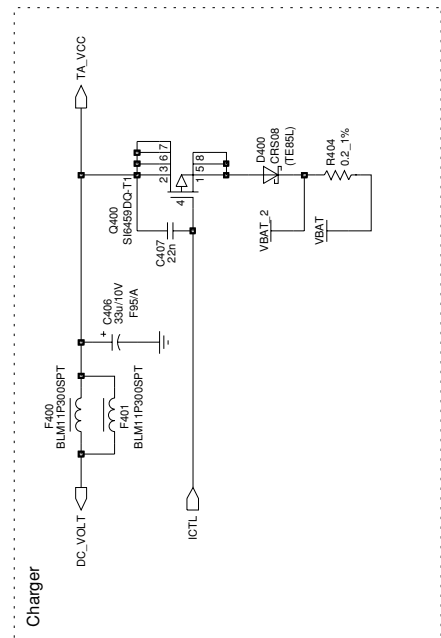 Charger
DC_VOLT
F400
BLM11P300SPT
F401
BLM11P300SPT
+
C406
33u/10V
F95/A
TA_VCC
ICTL
C407
22n
Q400
SI6459DQ-T1
2 3 6 7
4
1 5 8
D400
CRS08
(TE85L)
VBAT_2
VBAT
R404
0.2_1%